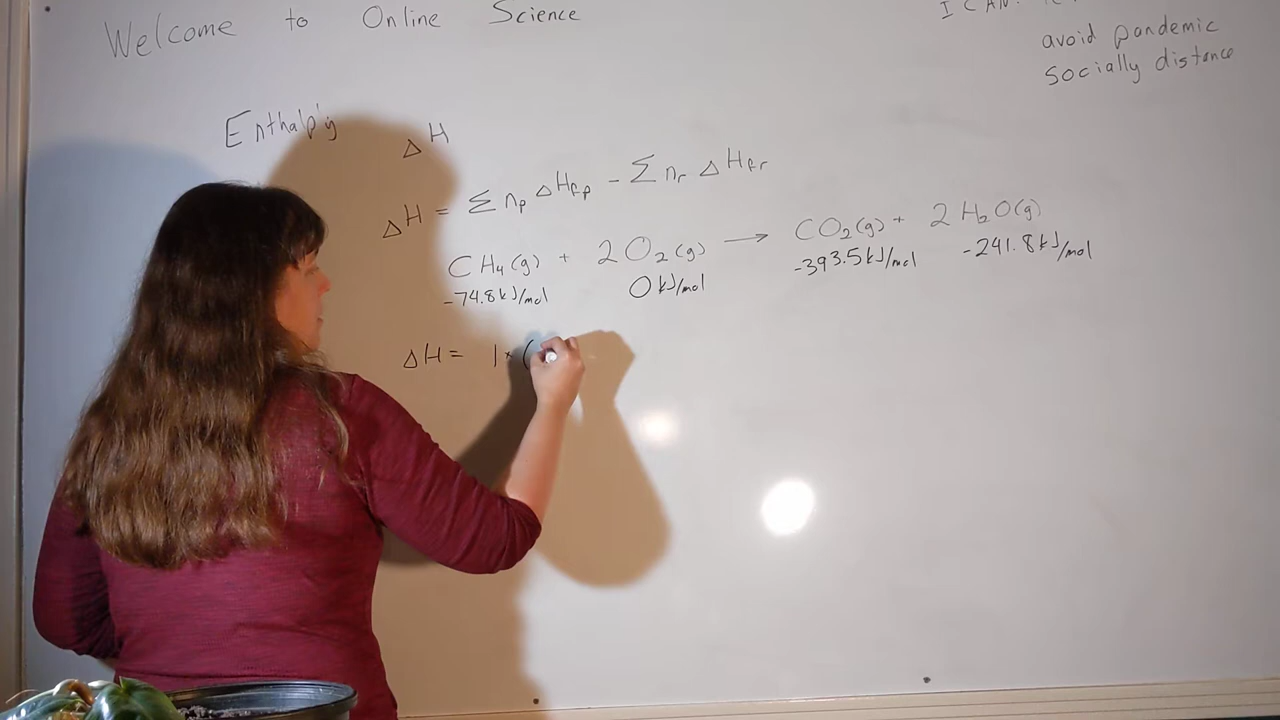 Welcome to Online Science
I CAN:
avoid pandemic
socially distance
Enthalpy ΔH
ΔH = Σ nₚ ΔHfₚ - Σ nᵣ ΔHfᵣ
CH₄(g) + 2 O₂(g) → CO₂(g) + 2 H₂O(g)
-74.8 kJ/mol 0 kJ/mol -393.5 kJ/mol -241.8 kJ/mol
ΔH = 1 × (